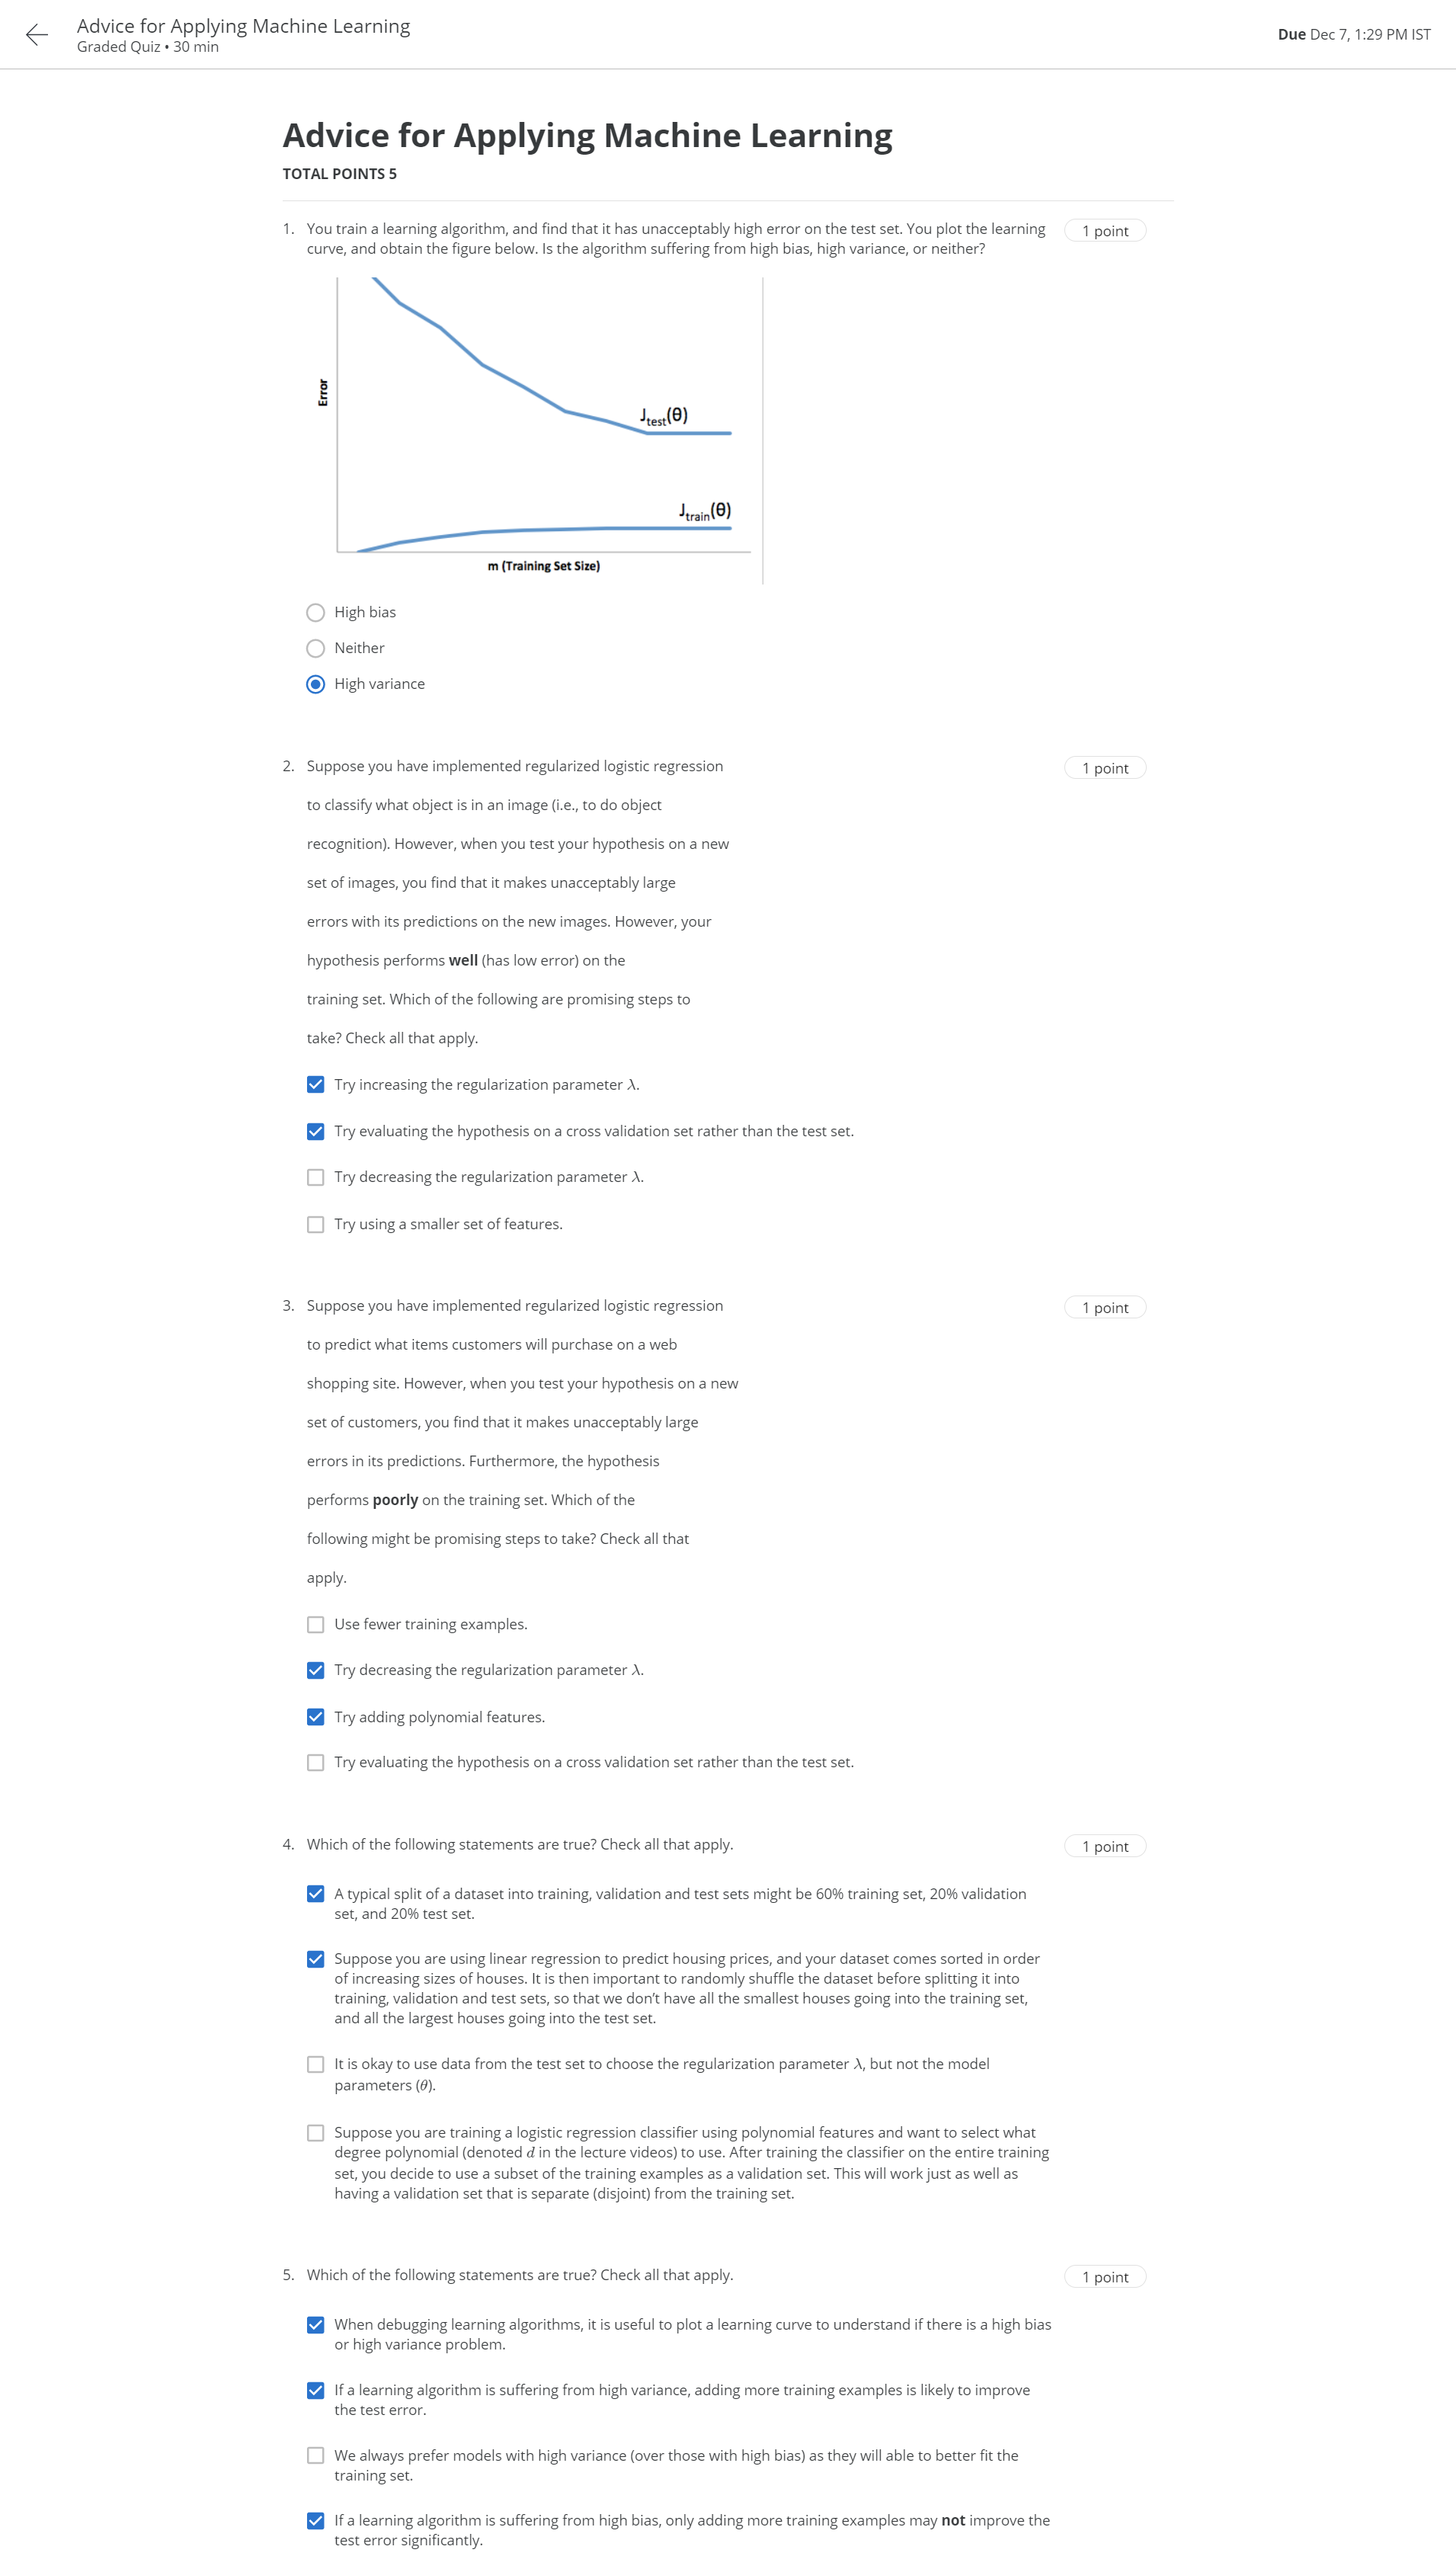 Advice for Applying Machine Learning
Graded Quiz • 30 min
Due Dec 7, 1:29 PM IST
Advice for Applying Machine Learning
TOTAL POINTS 5
1. You train a learning algorithm, and find that it has unacceptably high error on the test set. You plot the learning
curve, and obtain the figure below. Is the algorithm suffering from high bias, high variance, or neither?
1 point
Error
Jtest(θ)
Jtrain(θ)
m (Training Set Size)
High bias
Neither
High variance
2. Suppose you have implemented regularized logistic regression
1 point
to classify what object is in an image (i.e., to do object
recognition). However, when you test your hypothesis on a new
set of images, you find that it makes unacceptably large
errors with its predictions on the new images. However, your
hypothesis performs well (has low error) on the
training set. Which of the following are promising steps to
take? Check all that apply.
Try increasing the regularization parameter λ.
Try evaluating the hypothesis on a cross validation set rather than the test set.
Try decreasing the regularization parameter λ.
Try using a smaller set of features.
3. Suppose you have implemented regularized logistic regression
1 point
to predict what items customers will purchase on a web
shopping site. However, when you test your hypothesis on a new
set of customers, you find that it makes unacceptably large
errors in its predictions. Furthermore, the hypothesis
performs poorly on the training set. Which of the
following might be promising steps to take? Check all that
apply.
Use fewer training examples.
Try decreasing the regularization parameter λ.
Try adding polynomial features.
Try evaluating the hypothesis on a cross validation set rather than the test set.
4. Which of the following statements are true? Check all that apply.
1 point
A typical split of a dataset into training, validation and test sets might be 60% training set, 20% validation
set, and 20% test set.
Suppose you are using linear regression to predict housing prices, and your dataset comes sorted in order
of increasing sizes of houses. It is then important to randomly shuffle the dataset before splitting it into
training, validation and test sets, so that we don't have all the smallest houses going into the training set,
and all the largest houses going into the test set.
It is okay to use data from the test set to choose the regularization parameter λ, but not the model
parameters (θ).
Suppose you are training a logistic regression classifier using polynomial features and want to select what
degree polynomial (denoted d in the lecture videos) to use. After training the classifier on the entire training
set, you decide to use a subset of the training examples as a validation set. This will work just as well as
having a validation set that is separate (disjoint) from the training set.
5. Which of the following statements are true? Check all that apply.
1 point
When debugging learning algorithms, it is useful to plot a learning curve to understand if there is a high bias
or high variance problem.
If a learning algorithm is suffering from high variance, adding more training examples is likely to improve
the test error.
We always prefer models with high variance (over those with high bias) as they will able to better fit the
training set.
If a learning algorithm is suffering from high bias, only adding more training examples may not improve the
test error significantly.